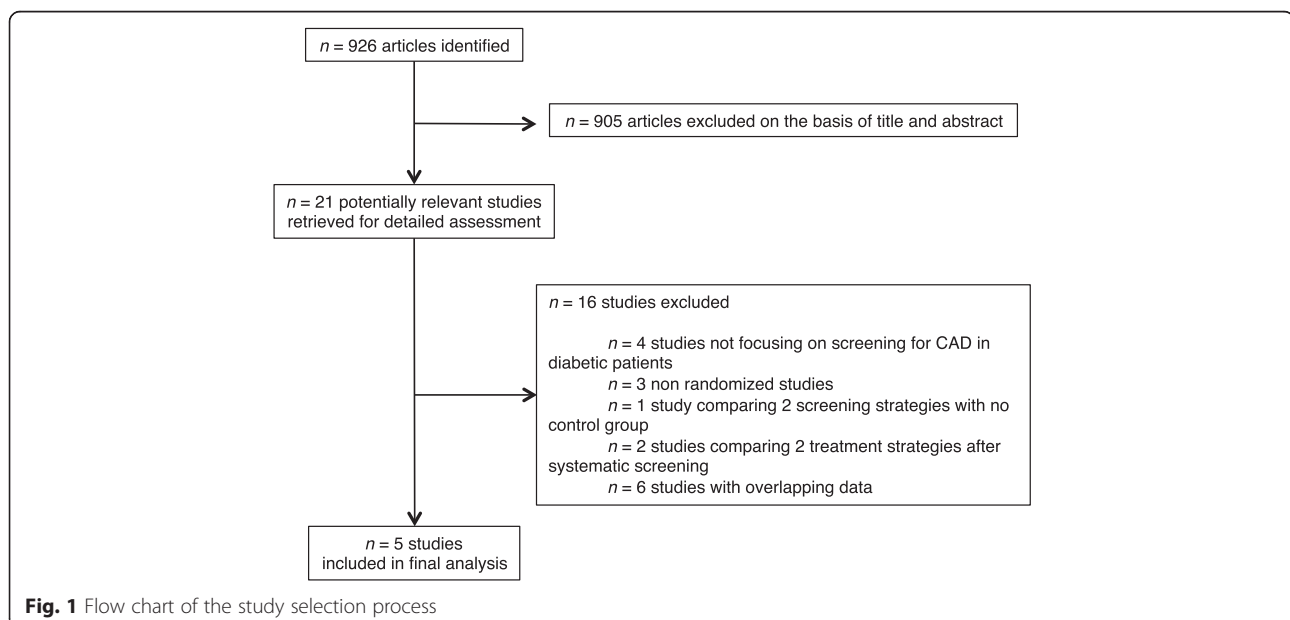 n = 926 articles identified
n = 905 articles excluded on the basis of title and abstract
n = 21 potentially relevant studies
retrieved for detailed assessment
n = 16 studies excluded
n = 4 studies not focusing on screening for CAD in
diabetic patients
n = 3 non randomized studies
n = 1 study comparing 2 screening strategies with no
control group
n = 2 studies comparing 2 treatment strategies after
systematic screening
n = 6 studies with overlapping data
n = 5 studies
included in final analysis
Fig. 1 Flow chart of the study selection process